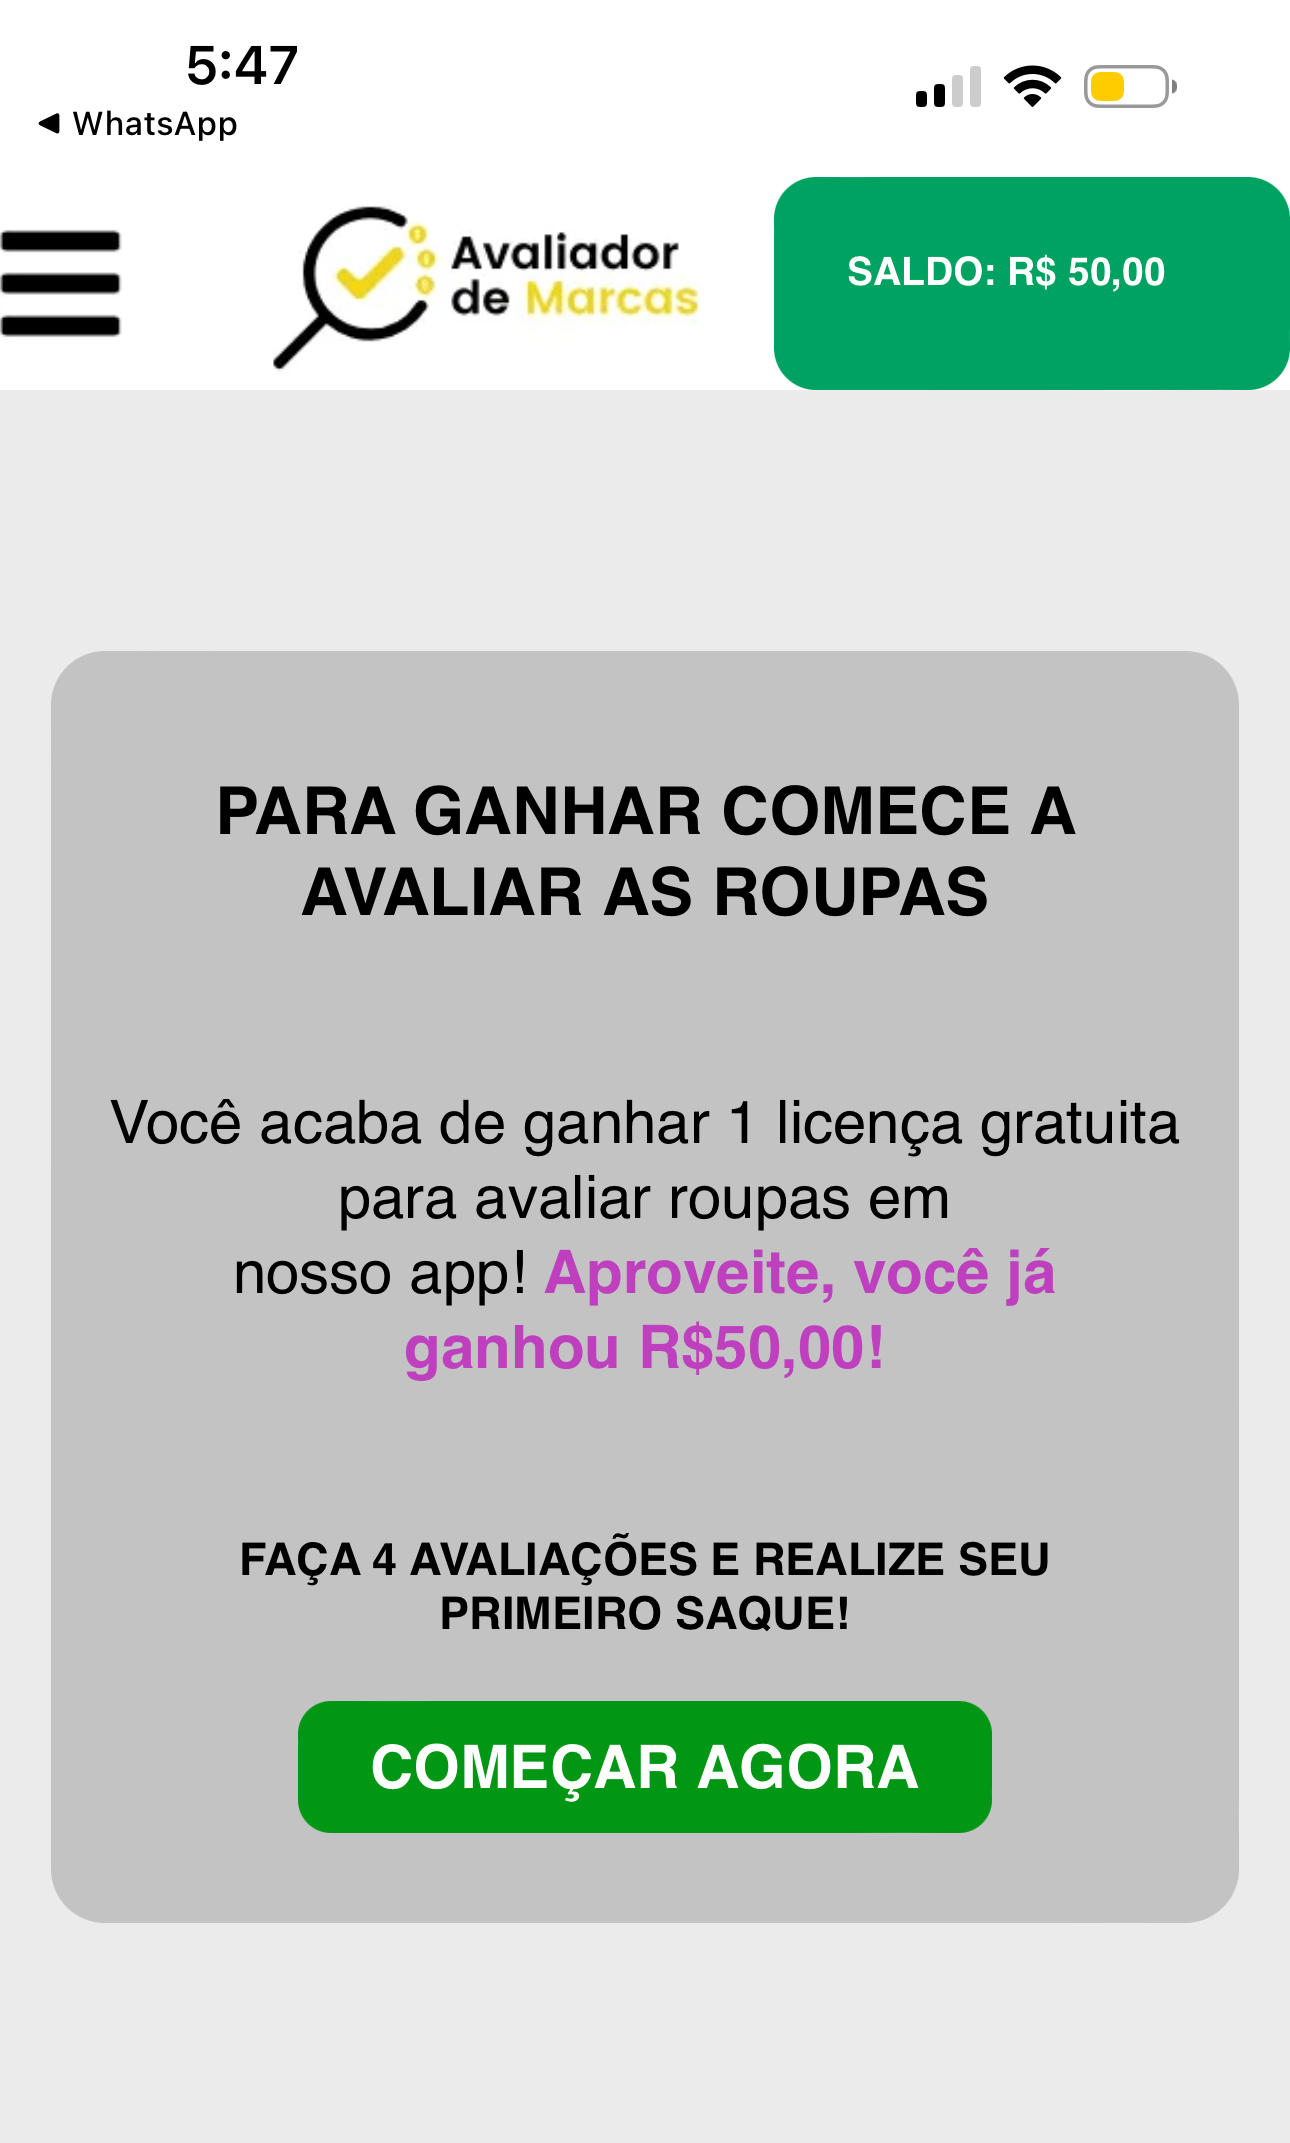 5:47
◀ WhatsApp
Avaliador
de Marcas
SALDO: R$ 50,00
PARA GANHAR COMECE A
AVALIAR AS ROUPAS
Você acaba de ganhar 1 licença gratuita
para avaliar roupas em
nosso app! Aproveite, você já
ganhou R$50,00!
FAÇA 4 AVALIAÇÕES E REALIZE SEU
PRIMEIRO SAQUE!
COMEÇAR AGORA